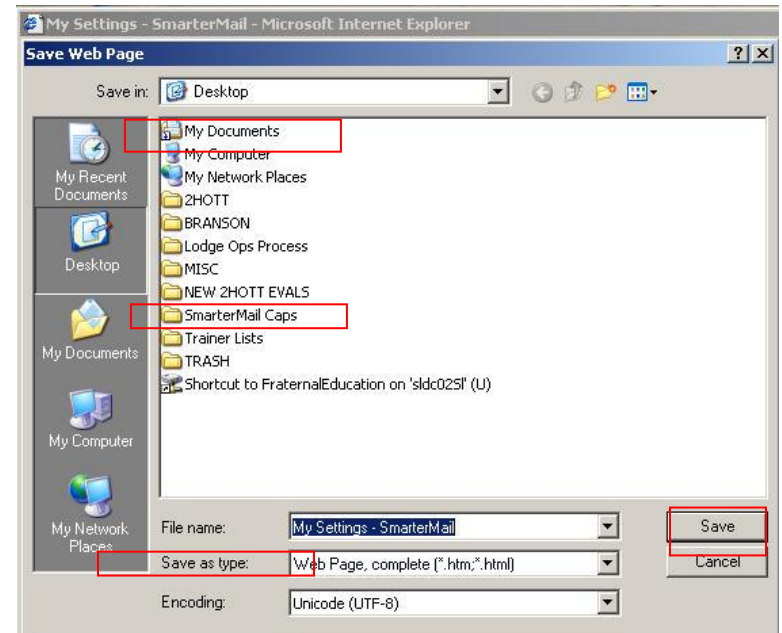 My Settings - SmarterMail - Microsoft Internet Explorer
Save Web Page
Save in: Desktop
My Recent
Documents
Desktop
My Documents
My Computer
My Network
Places
My Documents
My Computer
My Network Places
2HOTT
BRANSON
Lodge Ops Process
MISC
NEW 2HOTT EVALS
SmarterMail Caps
Trainer Lists
TRASH
Shortcut to FraternalEducation on 'sldc02Sl' (U)
File name: My Settings - SmarterMail Save
Save as type: Web Page, complete (*.htm;*.html) Cancel
Encoding: Unicode (UTF-8)